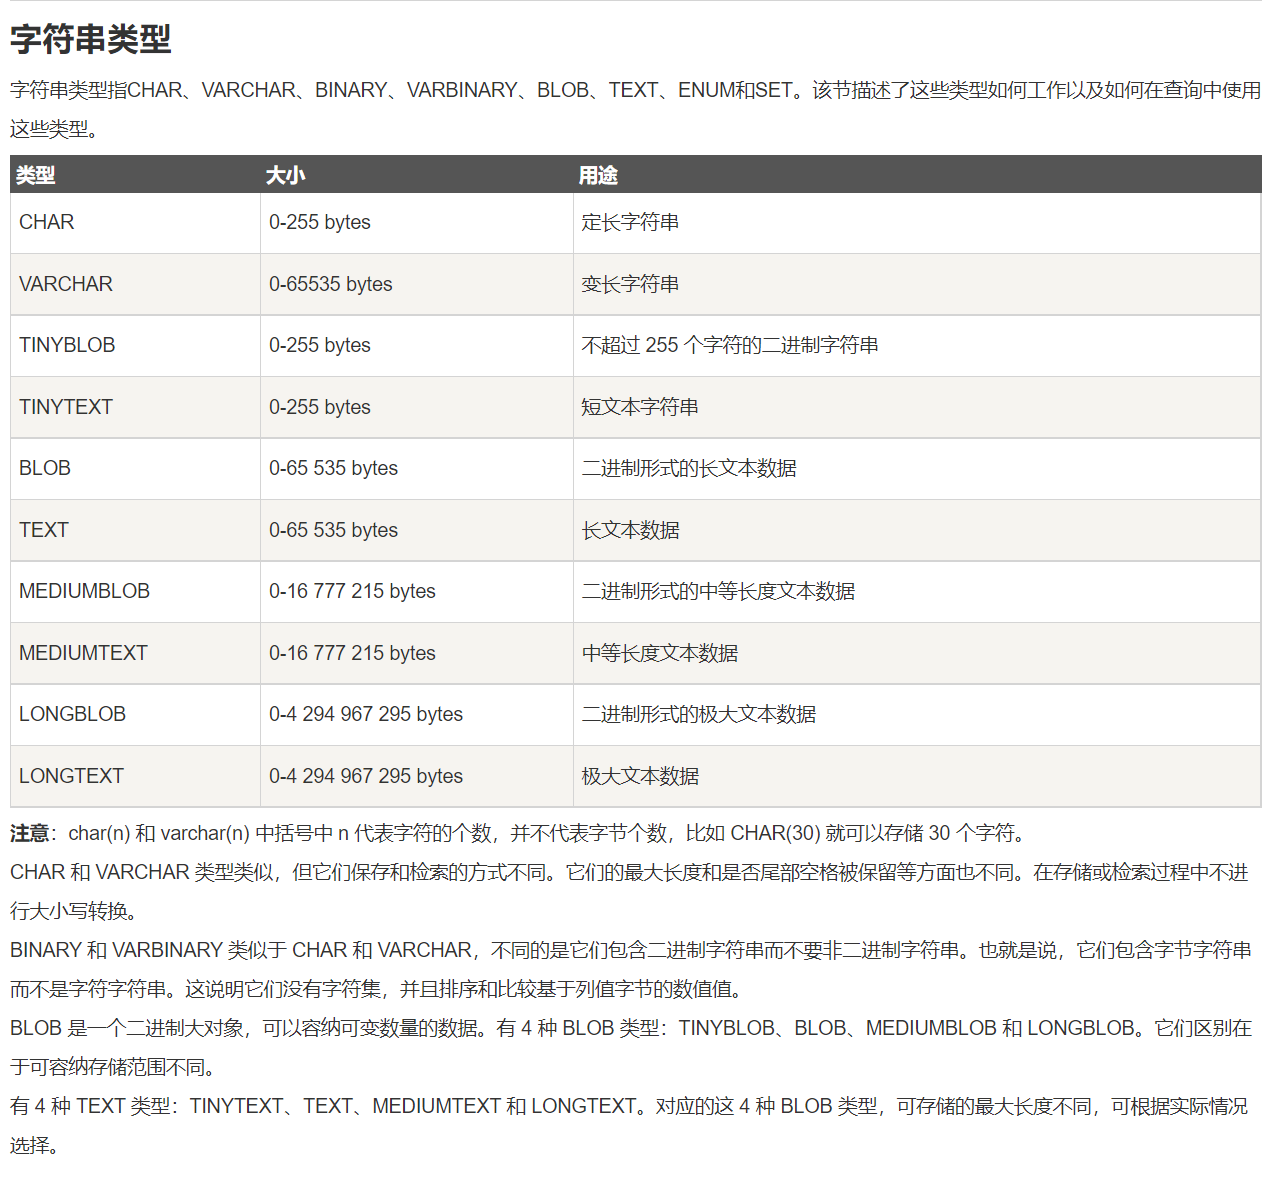 字符串类型
字符串类型指CHAR、VARCHAR、BINARY、VARBINARY、BLOB、TEXT、ENUM和SET。该节描述了这些类型如何工作以及如何在查询中使用
这些类型。
类型 大小 用途
CHAR 0-255 bytes 定长字符串
VARCHAR 0-65535 bytes 变长字符串
TINYBLOB 0-255 bytes 不超过 255 个字符的二进制字符串
TINYTEXT 0-255 bytes 短文本字符串
BLOB 0-65 535 bytes 二进制形式的长文本数据
TEXT 0-65 535 bytes 长文本数据
MEDIUMBLOB 0-16 777 215 bytes 二进制形式的中等长度文本数据
MEDIUMTEXT 0-16 777 215 bytes 中等长度文本数据
LONGBLOB 0-4 294 967 295 bytes 二进制形式的极大文本数据
LONGTEXT 0-4 294 967 295 bytes 极大文本数据
注意：char(n) 和 varchar(n) 中括号中 n 代表字符的个数，并不代表字节个数，比如 CHAR(30) 就可以存储 30 个字符。
CHAR 和 VARCHAR 类型类似，但它们保存和检索的方式不同。它们的最大长度和是否尾部空格被保留等方面也不同。在存储或检索过程中不进
行大小写转换。
BINARY 和 VARBINARY 类似于 CHAR 和 VARCHAR，不同的是它们包含二进制字符串而不要非二进制字符串。也就是说，它们包含字节字符串
而不是字符字符串。这说明它们没有字符集，并且排序和比较基于列值字节的数值值。
BLOB 是一个二进制大对象，可以容纳可变数量的数据。有 4 种 BLOB 类型：TINYBLOB、BLOB、MEDIUMBLOB 和 LONGBLOB。它们区别在
于可容纳存储范围不同。
有 4 种 TEXT 类型：TINYTEXT、TEXT、MEDIUMTEXT 和 LONGTEXT。对应的这 4 种 BLOB 类型，可存储的最大长度不同，可根据实际情况
选择。